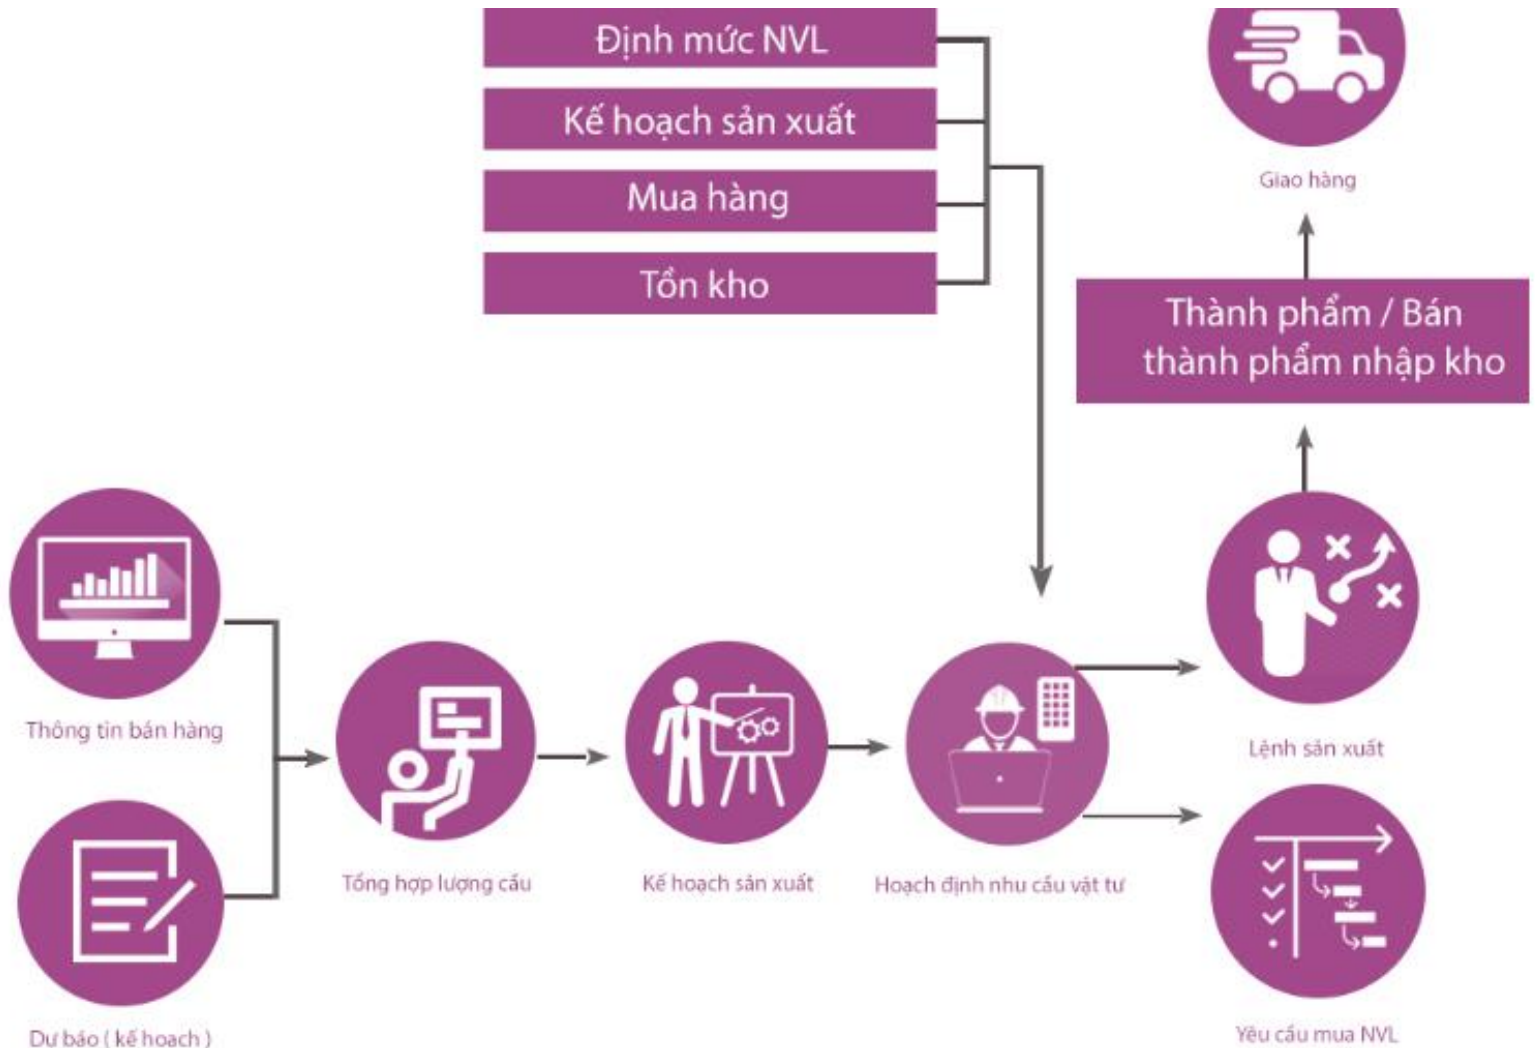 Định mức NVL
Kế hoạch sản xuất
Mua hàng
Tồn kho
Giao hàng
Thành phẩm / Bán
thành phẩm nhập kho
Thông tin bán hàng
Dự báo ( kế hoạch )
Tổng hợp lượng cầu
Kế hoạch sản xuất
Hoạch định nhu cầu vật tư
Lệnh sản xuất
Yêu cầu mua NVL